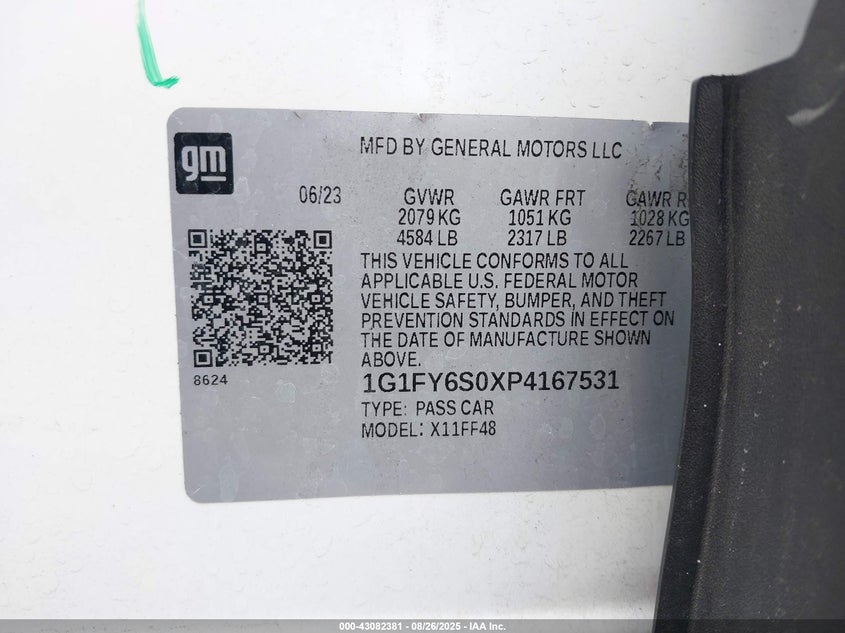 MFD BY GENERAL MOTORS LLC
gm
06/23 GVWR GAWR FRT GAWR R
2079 KG 1051 KG 1028 KG
4584 LB 2317 LB 2267 LB
THIS VEHICLE CONFORMS TO ALL
APPLICABLE U.S. FEDERAL MOTOR
VEHICLE SAFETY, BUMPER, AND THEFT
PREVENTION STANDARDS IN EFFECT ON
THE DATE OF MANUFACTURE SHOWN
ABOVE.
8624
1G1FY6S0XP4167531
TYPE: PASS CAR
MODEL: X11FF48
000-43082381 - 08/26/2025 - IAA Inc.